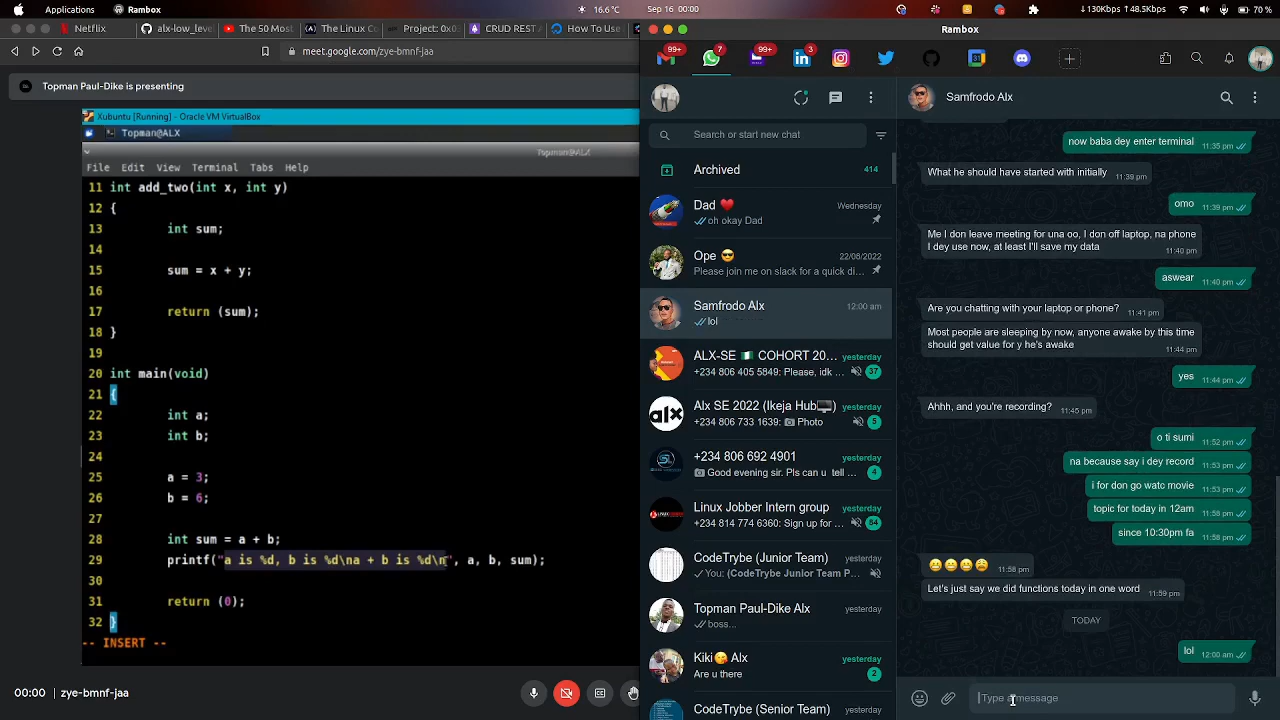 Applications
Rambox
16.6°C
Sep 16 00:00
↓130KBps T↑48.5Kbps
70 %
Netflix
alx-low_level
The 50 Most
The Linux C
Project: 0x03
CRUD REST
How To Use
meet.google.com/zye-bmnf-jaa
Topman Paul-Dike is presenting
Xubuntu [Running] - Oracle VM VirtualBox
Topman@ALX
Topman@ALX
File Edit View Terminal Tabs Help
11 int add_two(int x, int y)
12 {
13 int sum;
14
15 sum = x + y;
16
17 return (sum);
18 }
19
20 int main(void)
21 {
22 int a;
23 int b;
24
25 a = 3;
26 b = 6;
27
28 int sum = a + b;
29 printf("a is %d, b is %d\na + b is %d\n", a, b, sum);
30
31 return (0);
32 }
-- INSERT --
00:00
zye-bmnf-jaa
Rambox
99+
7
99+
3
31
Search or start new chat
Archived 414
Dad ❤️ Wednesday
oh okay Dad
Ope 😎 22/06/2022
Please join me on slack for a quick di...
Samfrodo Alx 12:00 am
lol
ALX-SE 🇳🇬 COHORT 20... yesterday
+234 806 405 5849: Please, idk ... 37
alx
Alx SE 2022 (Ikeja Hub🖥️) yesterday
+234 806 733 1639: Photo 5
+234 806 692 4901 yesterday
Good evening sir. Pls can u tell ... 4
Linux Jobber Intern group yesterday
+234 814 774 6360: Sign up for ... 54
CodeTrybe (Junior Team) yesterday
You: (CodeTrybe Junior Team P...
Topman Paul-Dike Alx yesterday
boss...
Kiki😘 Alx yesterday
Are u there 2
CodeTrybe (Senior Team) yesterday
Samfrodo Alx
now baba dey enter terminal 11:35 pm
What he should have started with initially 11:39 pm
omo 11:39 pm
Me I don leave meeting for una oo, I don off laptop, na phone
I dey use now, at least I'll save my data 11:40 pm
aswear 11:40 pm
Are you chatting with your laptop or phone? 11:41 pm
Most people are sleeping by now, anyone awake by this time
should get value for y he's awake 11:44 pm
yes 11:44 pm
Ahhh, and you're recording? 11:45 pm
o ti sumi 11:52 pm
na because say i dey record 11:53 pm
i for don go watc movie 11:53 pm
topic for today in 12am 11:58 pm
since 10:30pm fa 11:58 pm
😄😄😄😩 11:58 pm
Let's just say we did functions today in one word 11:59 pm
TODAY
lol 12:00 am
Type a message